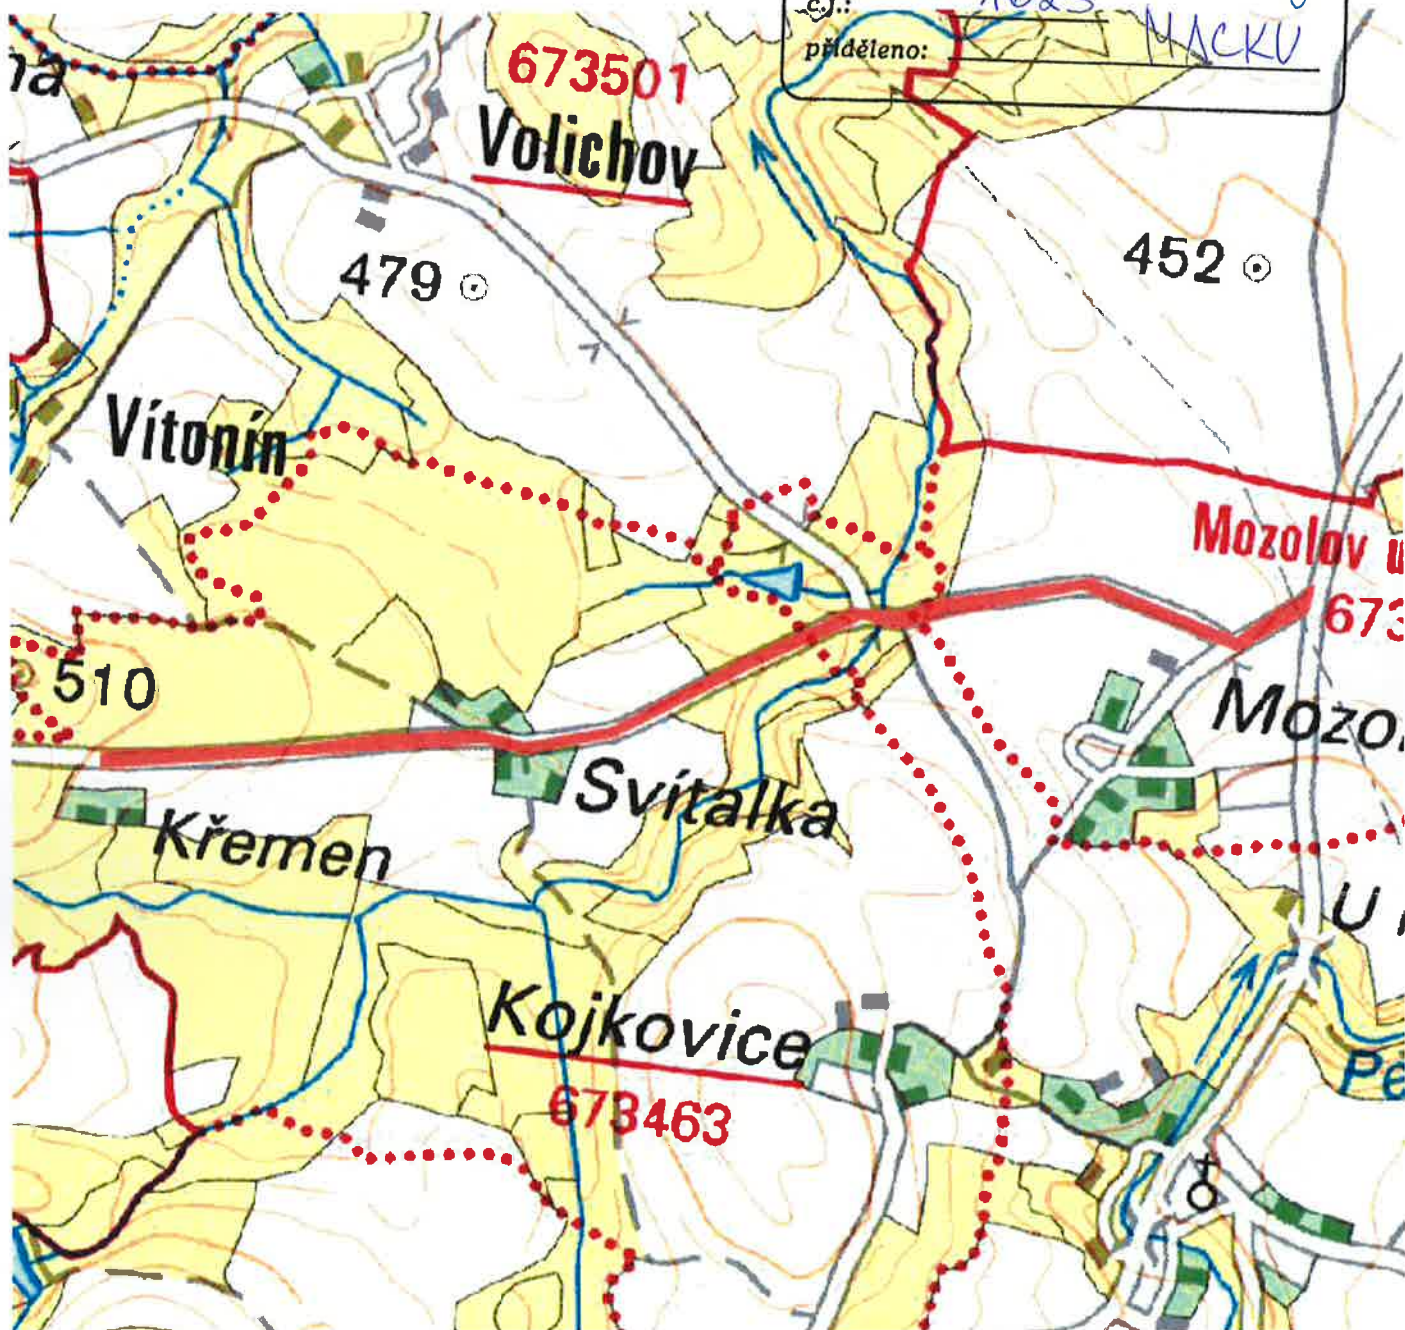 č.j.:
přiděleno: MACKU
673501
Volichov
452
479
Vítonín
Mozolov u
673
510
Mozo
Svítalka
Křemen
U
Kojkovice
673463
Pe